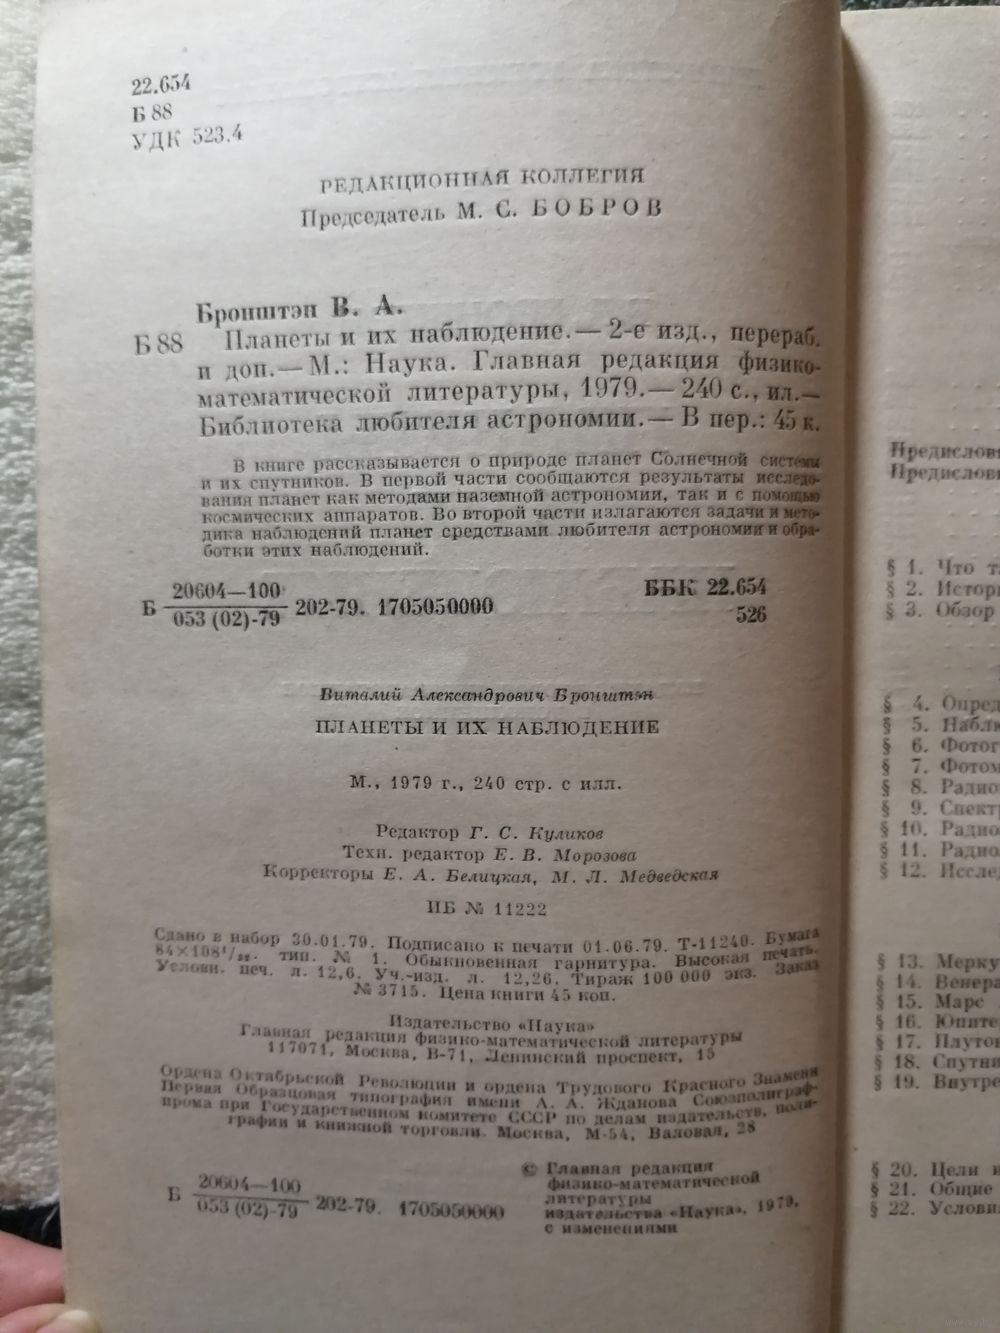 22.654
Б 88
УДК 523.4
РЕДАКЦИОННАЯ КОЛЛЕГИЯ
Председатель М. С. БОБРОВ
Бронштэн В. А.
Б 88 Планеты и их наблюдение.— 2-е изд., перераб.
и доп.— М.: Наука. Главная редакция физико-
математической литературы, 1979.— 240 с., ил.—
Библиотека любителя астрономии.— В пер.: 45 к.
В книге рассказывается о природе планет Солнечной системы
и их спутников. В первой части сообщаются результаты исследо-
вания планет как методами наземной астрономии, так и с помощью
космических аппаратов. Во второй части излагаются задачи и мето-
дика наблюдений планет средствами любителя астрономии и обра-
ботки этих наблюдений.
Б 20604—100 / 053 (02)-79 202-79. 1705050000
ББК 22.654
526
Виталий Александрович Бронштэн
ПЛАНЕТЫ И ИХ НАБЛЮДЕНИЕ
М., 1979 г., 240 стр. с илл.
Редактор Г. С. Куликов
Техн. редактор Е. В. Морозова
Корректоры Е. А. Белицкая, М. Л. Медведская
ИБ № 11222
Сдано в набор 30.01.79. Подписано к печати 01.06.79. Т-11240. Бумага
84×108¹/₃₂. тип. № 1. Обыкновенная гарнитура. Высокая печать.
Условн. печ. л. 12,6. Уч.-изд. л. 12,26. Тираж 100 000 экз. Заказ
№ 3715. Цена книги 45 коп.
Издательство «Наука»
Главная редакция физико-математической литературы
117071, Москва, В-71, Ленинский проспект, 15
Ордена Октябрьской Революции и ордена Трудового Красного Знамени
Первая Образцовая типография имени А. А. Жданова Союзполиграф-
прома при Государственном комитете СССР по делам издательств, поли-
графии и книжной торговли. Москва, М-54, Валовая, 28
Б 20604—100 / 053 (02)-79 202-79. 1705050000
© Главная редакция
физико-математической
литературы
издательства «Наука», 1979,
с изменениями
Предислови
Предислови
§ 1. Что т
§ 2. Истори
§ 3. Обзор
§ 4. Опред
§ 5. Наблю
§ 6. Фотог
§ 7. Фотом
§ 8. Радио
§ 9. Спектр
§ 10. Радио
§ 11. Радио
§ 12. Иссле
§ 13. Мерку
§ 14. Венера
§ 15. Марс
§ 16. Юпите
§ 17. Плутон
§ 18. Спутни
§ 19. Внутре
§ 20. Цели и
§ 21. Общие
§ 22. Услови